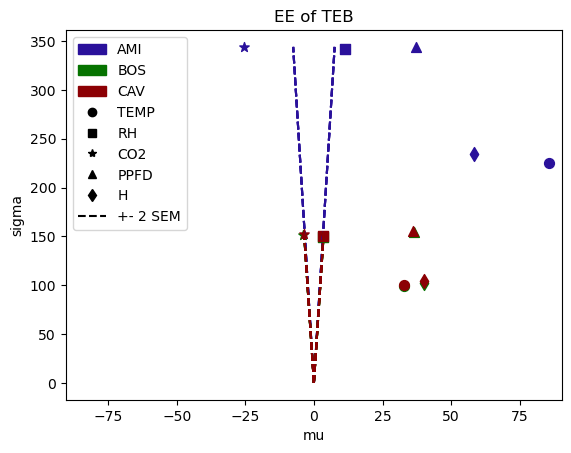 EE of TEB
350
300
250
200
150
100
50
0
sigma
AMI
BOS
CAV
TEMP
RH
CO2
PPFD
H
+- 2 SEM
−75
−50
−25
0
25
50
75
mu